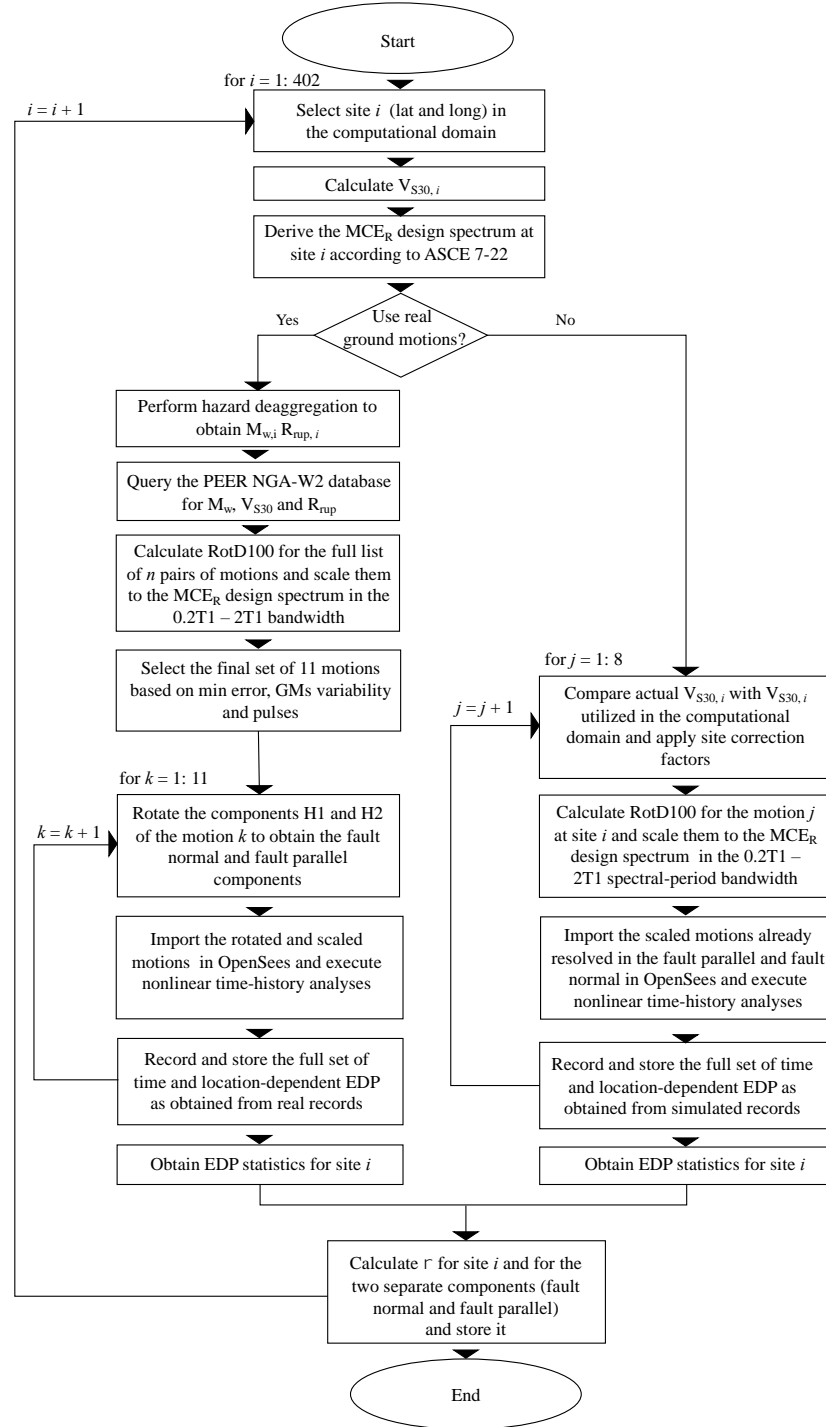 Start
for i = 1: 402
i = i + 1
Select site i (lat and long) in
the computational domain
Calculate V_S30, i
Derive the MCE_R design spectrum at
site i according to ASCE 7-22
Use real
ground motions?
Yes
No
Perform hazard deaggregation to
obtain M_w,i R_rup, i
Query the PEER NGA-W2 database
for M_w, V_S30 and R_rup
Calculate RotD100 for the full list
of n pairs of motions and scale them
to the MCE_R design spectrum in the
0.2T1 – 2T1 bandwidth
Select the final set of 11 motions
based on min error, GMs variability
and pulses
for k = 1: 11
k = k + 1
Rotate the components H1 and H2
of the motion k to obtain the fault
normal and fault parallel
components
Import the rotated and scaled
motions in OpenSees and execute
nonlinear time-history analyses
Record and store the full set of
time and location-dependent EDP
as obtained from real records
Obtain EDP statistics for site i
for j = 1: 8
j = j + 1
Compare actual V_S30, i with V_S30, i
utilized in the computational
domain and apply site correction
factors
Calculate RotD100 for the motion j
at site i and scale them to the MCE_R
design spectrum in the 0.2T1 –
2T1 spectral-period bandwidth
Import the scaled motions already
resolved in the fault parallel and fault
normal in OpenSees and execute
nonlinear time-history analyses
Record and store the full set of time
and location-dependent EDP as
obtained from simulated records
Obtain EDP statistics for site i
Calculate r for site i and for the
two separate components (fault
normal and fault parallel)
and store it
End